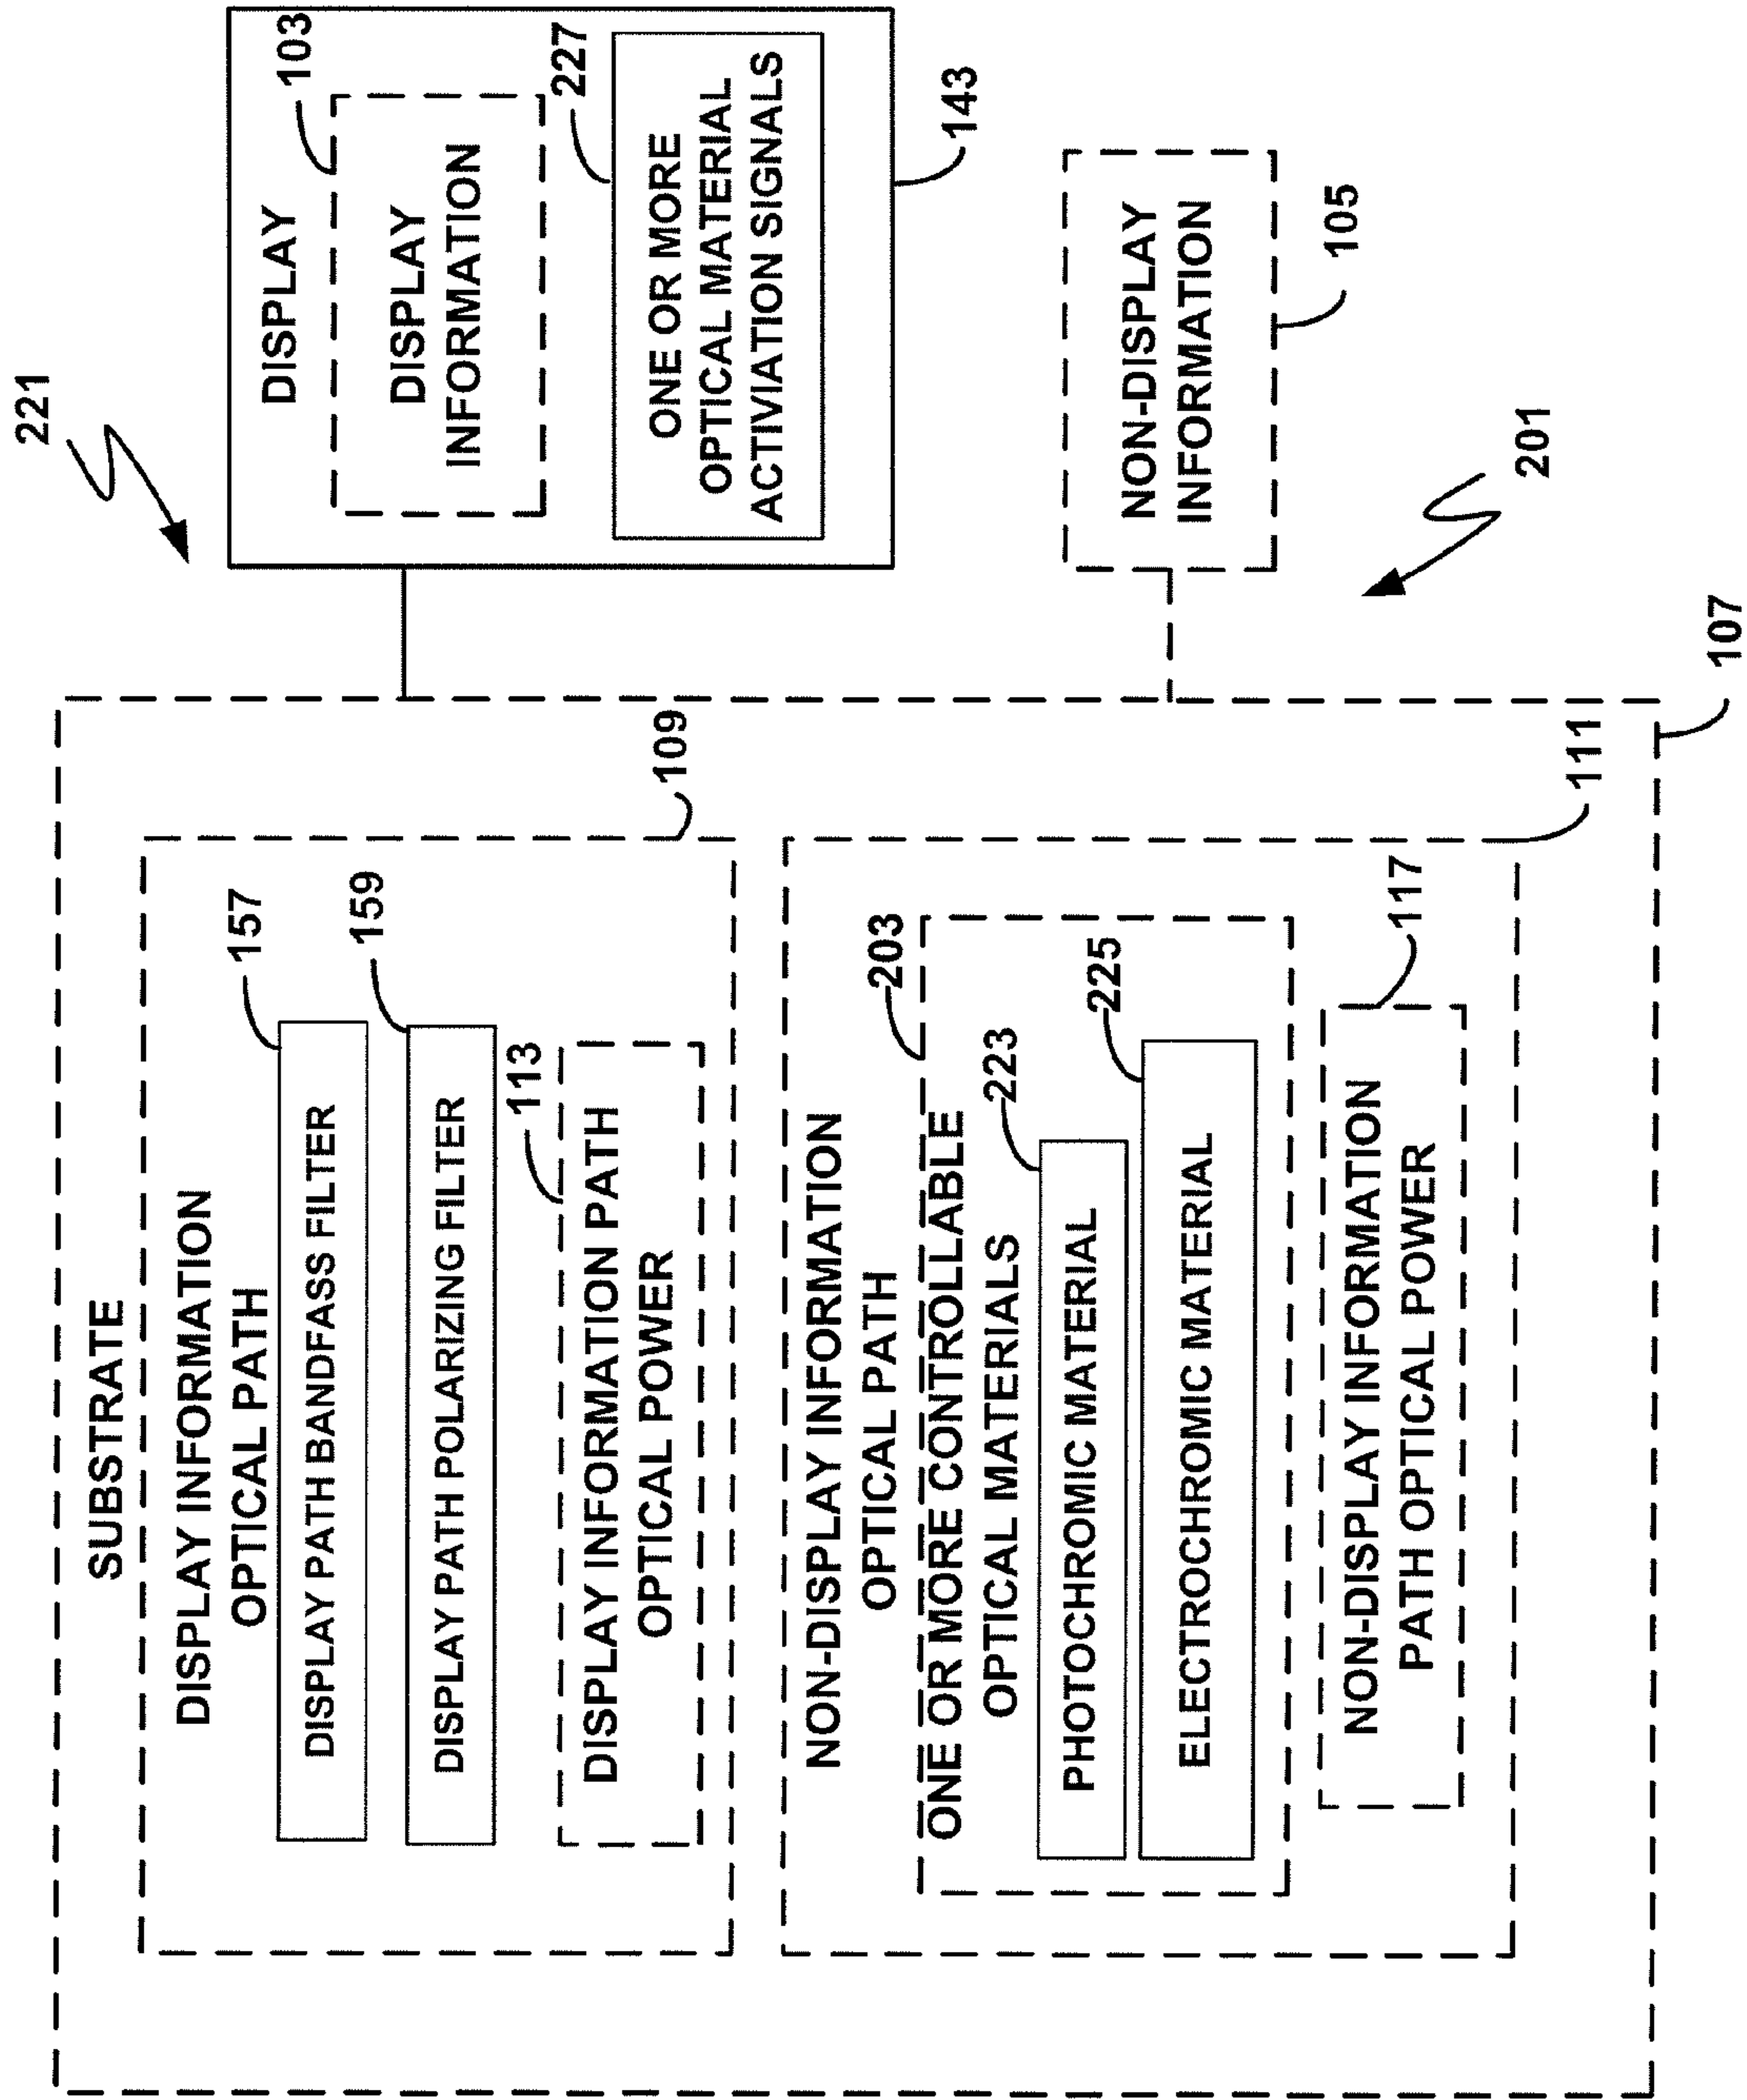 221
SUBSTRATE
DISPLAY INFORMATION
OPTICAL PATH
157
DISPLAY PATH BANDFASS FILTER
159
DISPLAY PATH POLARIZING FILTER
113
DISPLAY INFORMATION PATH
OPTICAL POWER
109
NON-DISPLAY INFORMATION
OPTICAL PATH
203
ONE OR MORE CONTROLLABLE
OPTICAL MATERIALS
223
PHOTOCHROMIC MATERIAL
225
ELECTROCHROMIC MATERIAL
117
NON-DISPLAY INFORMATION
PATH OPTICAL POWER
111
107
DISPLAY
103
DISPLAY
INFORMATION
227
ONE OR MORE
OPTICAL MATERIAL
ACTIVIATION SIGNALS
143
NON-DISPLAY
INFORMATION
105
201